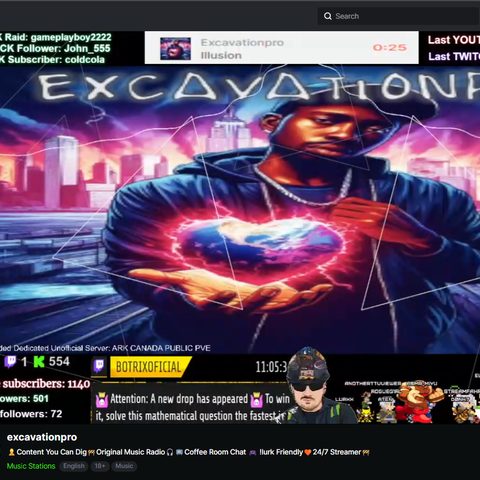 Search
K Raid: gameplayboy2222
CK Follower: John_555
K Subscriber: coldcola
Excavationpro
Illusion
0:25
Last YOUT
Last TWIT
EXCAVATIONP
ded Dedicated Unofficial Server: ARK CANADA PUBLIC PVE
1 K 554
BOTRIXOFICIAL
11:05:3
e subscribers: 1140
owers: 501
followers: 72
Attention: A new drop has appeared To win
it, solve this mathematical question the fastest
excavationpro
Content You Can Dig Original Music Radio Coffee Room Chat !lurk Friendly 24/7 Streamer
Music Stations English 18+ Music